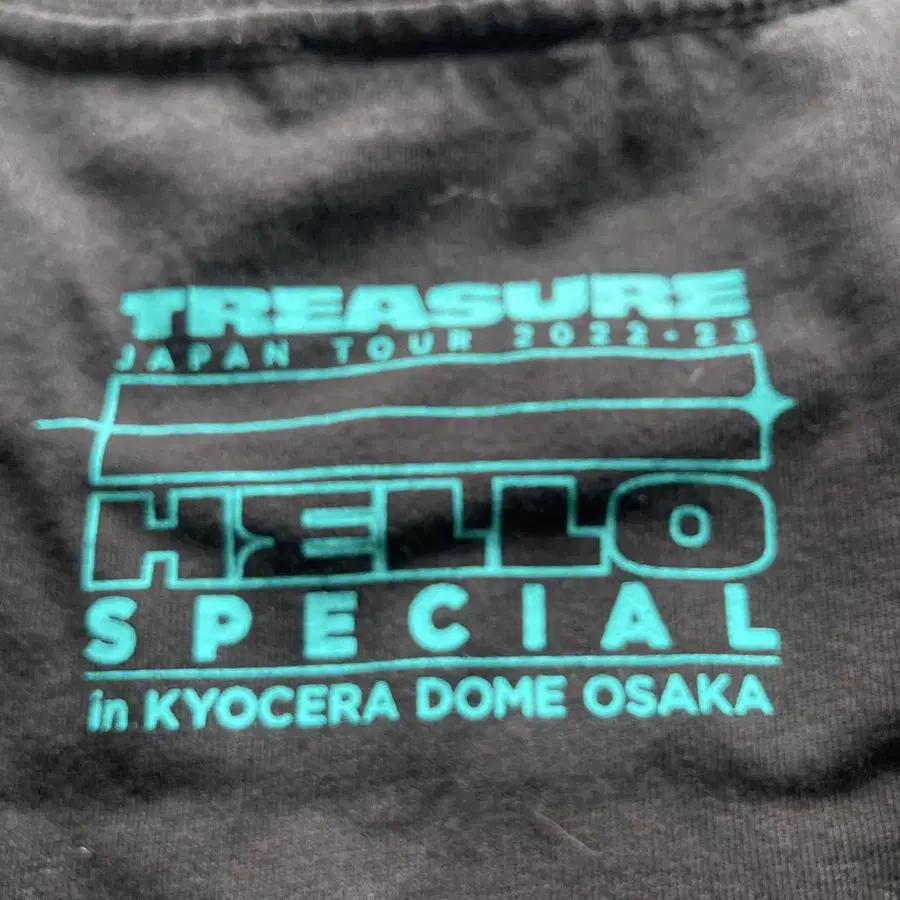 TREASURE
JAPAN TOUR 2022-23
HELLO
SPECIAL
in KYOCERA DOME OSAKA